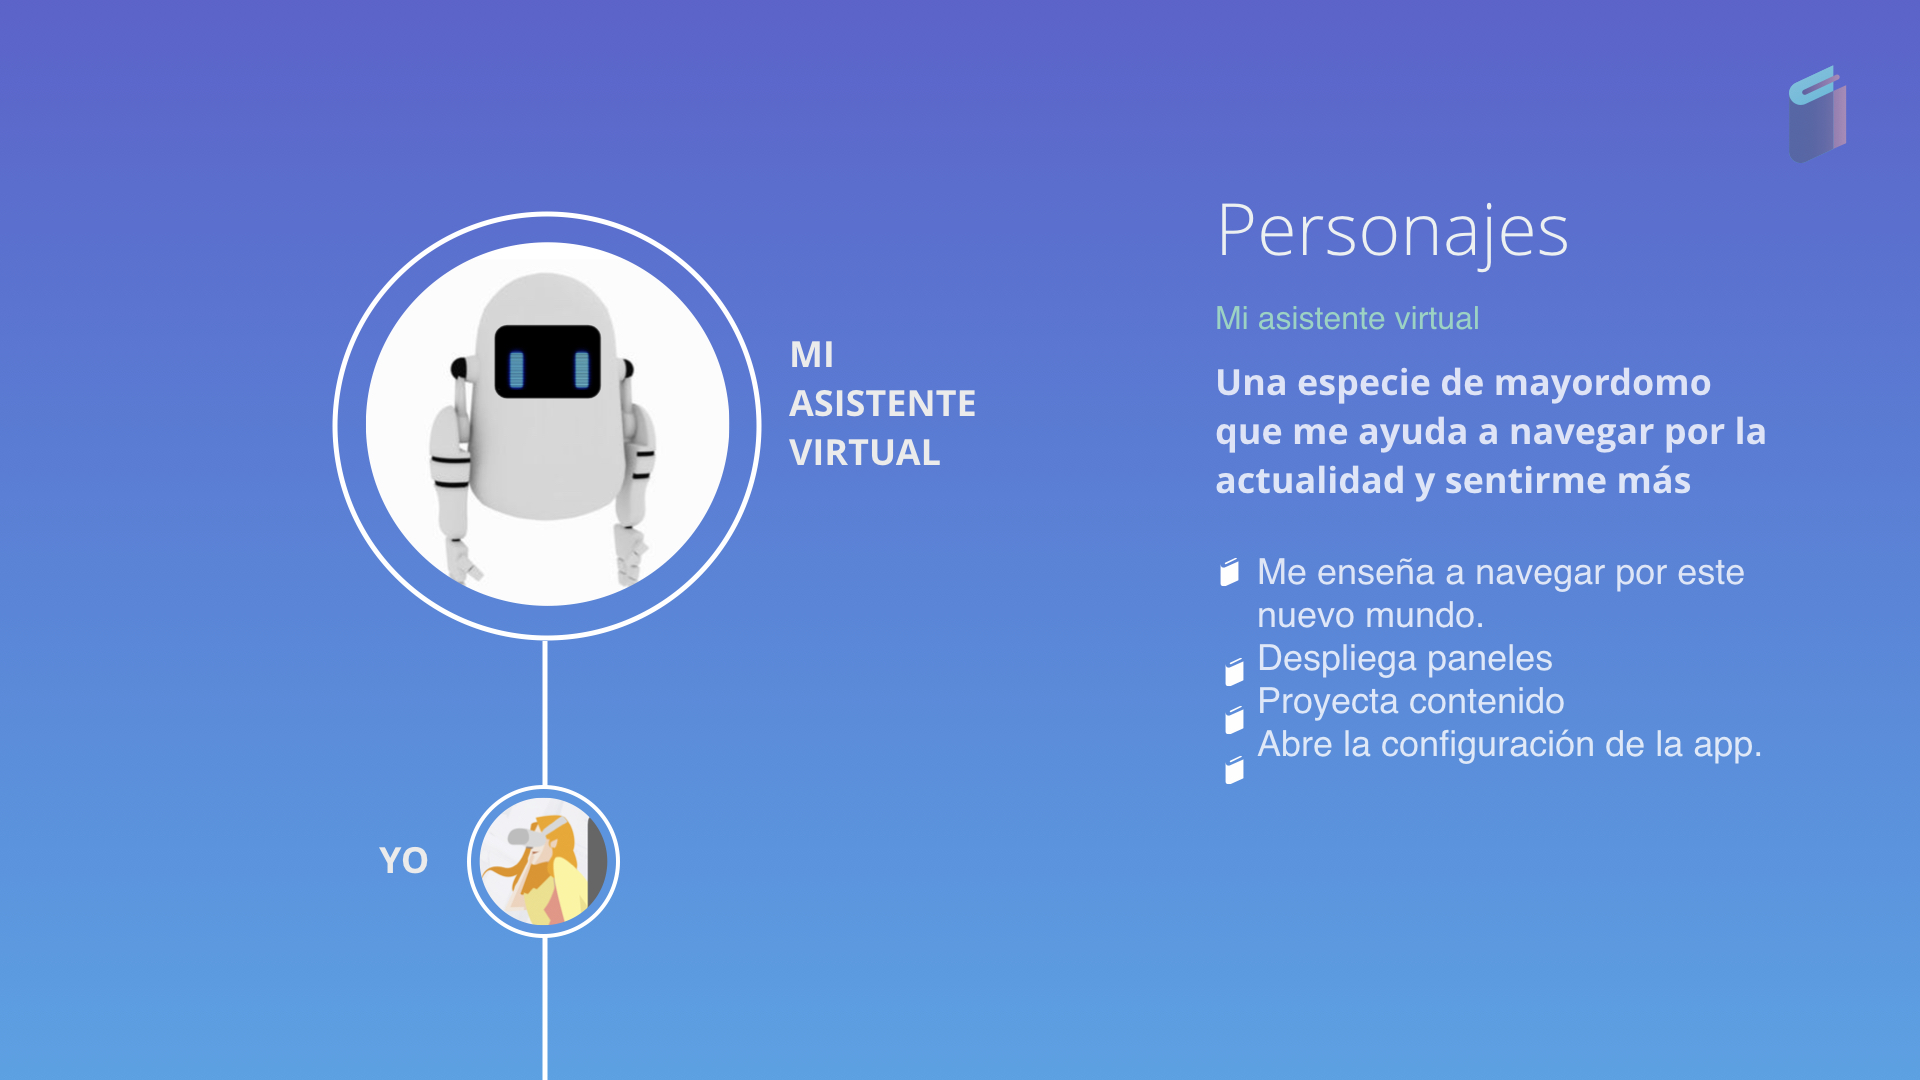 MI
ASISTENTE
VIRTUAL
YO
Personajes
Mi asistente virtual
Una especie de mayordomo
que me ayuda a navegar por la
actualidad y sentirme más
Me enseña a navegar por este
nuevo mundo.
Despliega paneles
Proyecta contenido
Abre la configuración de la app.